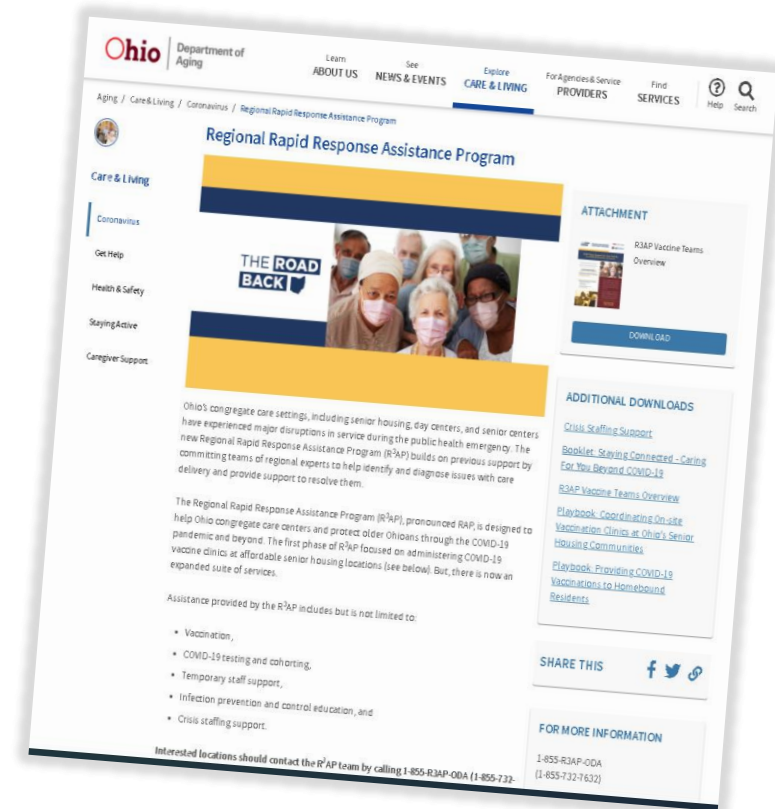 Ohio Department of
Aging
Learn
ABOUT US
See
NEWS & EVENTS
Explore
CARE & LIVING
For Agencies & Service
PROVIDERS
Find
SERVICES
Help
Search
Aging / Care & Living / Coronavirus / Regional Rapid Response Assistance Program
Regional Rapid Response Assistance Program
Care & Living
Coronavirus
Get Help
Health & Safety
Staying Active
Caregiver Support
THE ROAD
BACK
Ohio's congregate care settings, including senior housing, day centers, and senior centers
have experienced major disruptions in service during the public health emergency. The
new Regional Rapid Response Assistance Program (R³AP) builds on previous support by
committing teams of regional experts to help identify and diagnose issues with care
delivery and provide support to resolve them.
The Regional Rapid Response Assistance Program (R³AP), pronounced RAP, is designed to
help Ohio congregate care centers and protect older Ohioans through the COVID-19
pandemic and beyond. The first phase of R³AP focused on administering COVID-19
vaccine clinics at affordable senior housing locations (see below). But, there is now an
expanded suite of services.
Assistance provided by the R³AP includes but is not limited to:
• Vaccination,
• COVID-19 testing and cohorting,
• Temporary staff support,
• Infection prevention and control education, and
• Crisis staffing support.
Interested locations should contact the R³AP team by calling 1-855-R3AP-ODA (1-855-732-
ATTACHMENT
R3AP Vaccine Teams
Overview
DOWNLOAD
ADDITIONAL DOWNLOADS
Crisis Staffing Support
Booklet: Staying Connected - Caring
For You Beyond COVID-19
R3AP Vaccine Teams Overview
Playbook: Coordinating On-site
Vaccination Clinics at Ohio's Senior
Housing Communities
Playbook: Providing COVID-19
Vaccinations to Homebound
Residents
SHARE THIS
FOR MORE INFORMATION
1-855-R3AP-ODA
(1-855-732-7632)